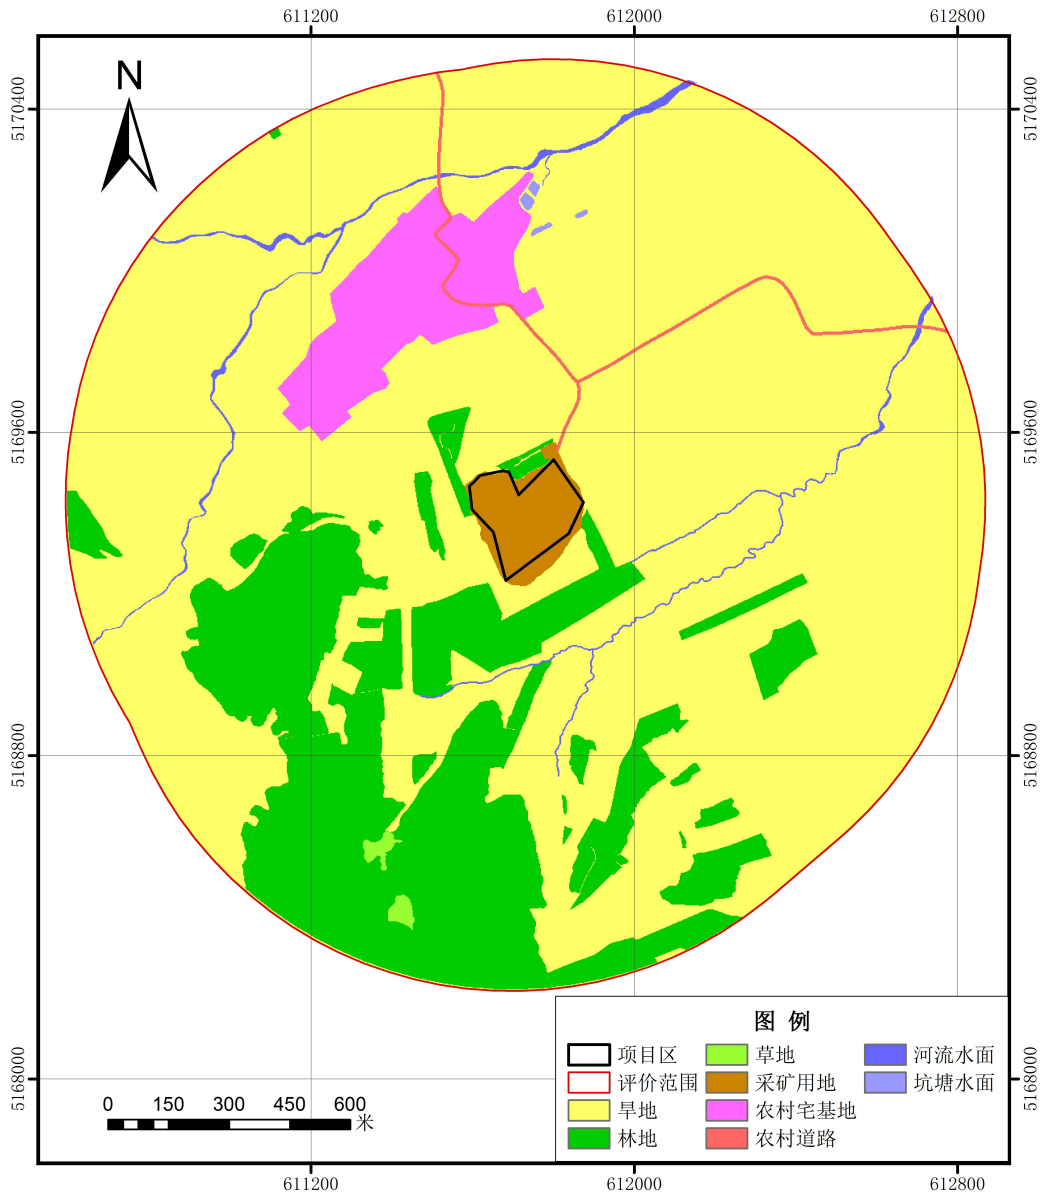 611200 612000 612800
N
5170400 5170400
5169600 5169600
5168800 5168800
5168000 5168000
图 例
项目区 草地 河流水面
评价范围 采矿用地 坑塘水面
旱地 农村宅基地
林地 农村道路
0 150 300 450 600
米
611200 612000 612800